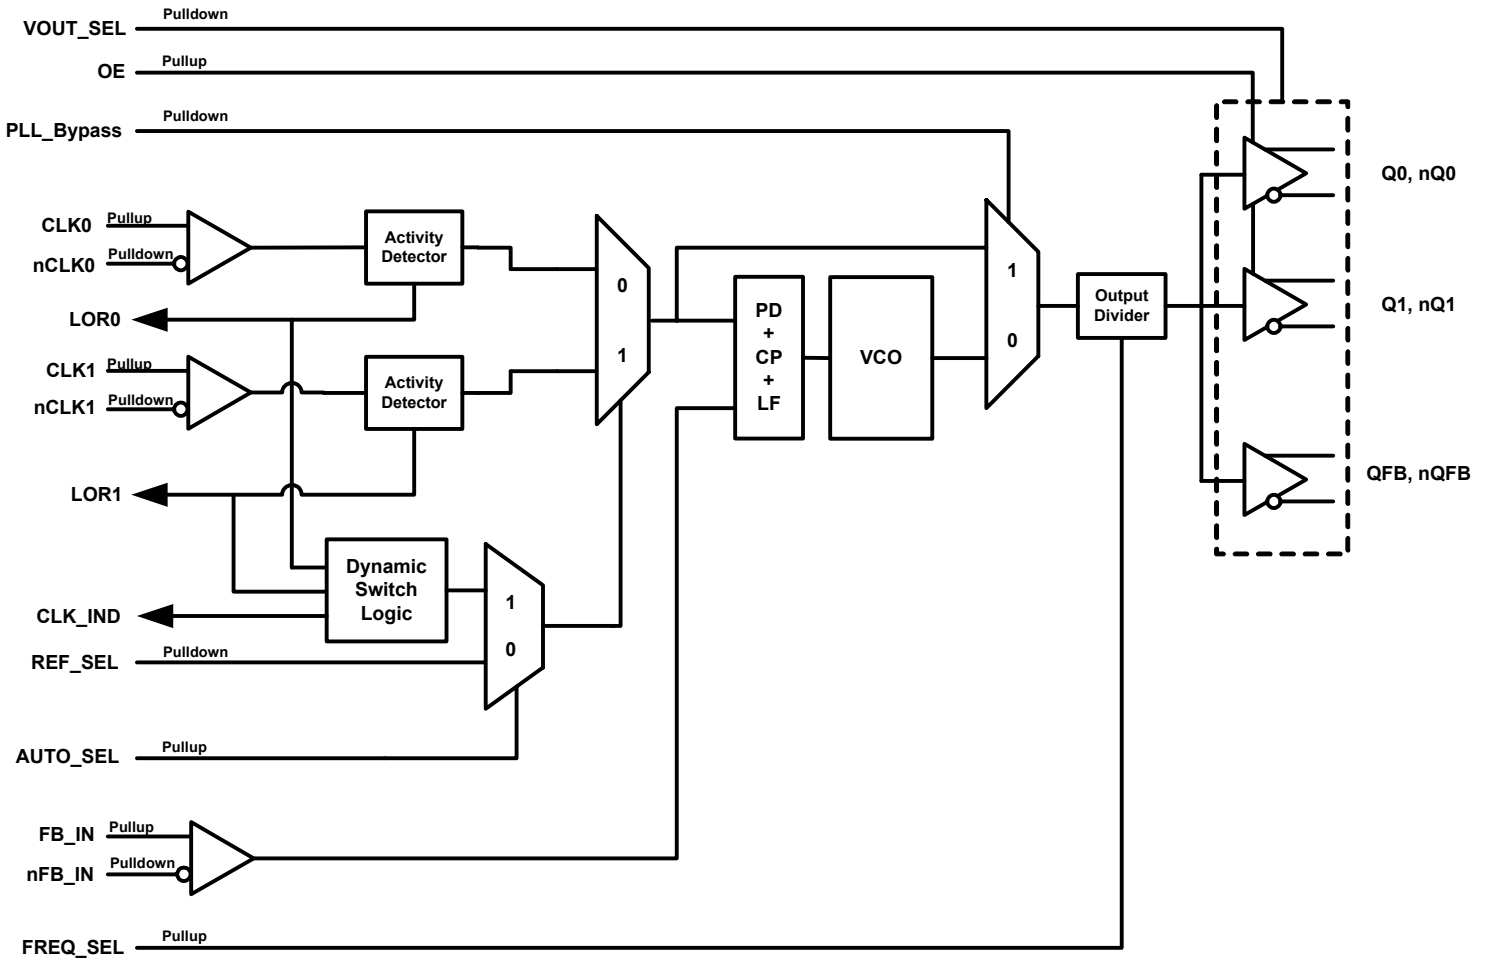 Pulldown
VOUT_SEL
Pullup
OE
Pulldown
PLL_Bypass
CLK0
Pullup
nCLK0
Pulldown
Activity
Detector
LOR0
CLK1
Pullup
nCLK1
Pulldown
Activity
Detector
LOR1
0
1
Dynamic
Switch
Logic
1
0
CLK_IND
REF_SEL
Pulldown
AUTO_SEL
Pullup
FB_IN
Pullup
nFB_IN
Pulldown
FREQ_SEL
Pullup
PD
+
CP
+
LF
VCO
1
0
Output
Divider
Q0, nQ0
Q1, nQ1
QFB, nQFB